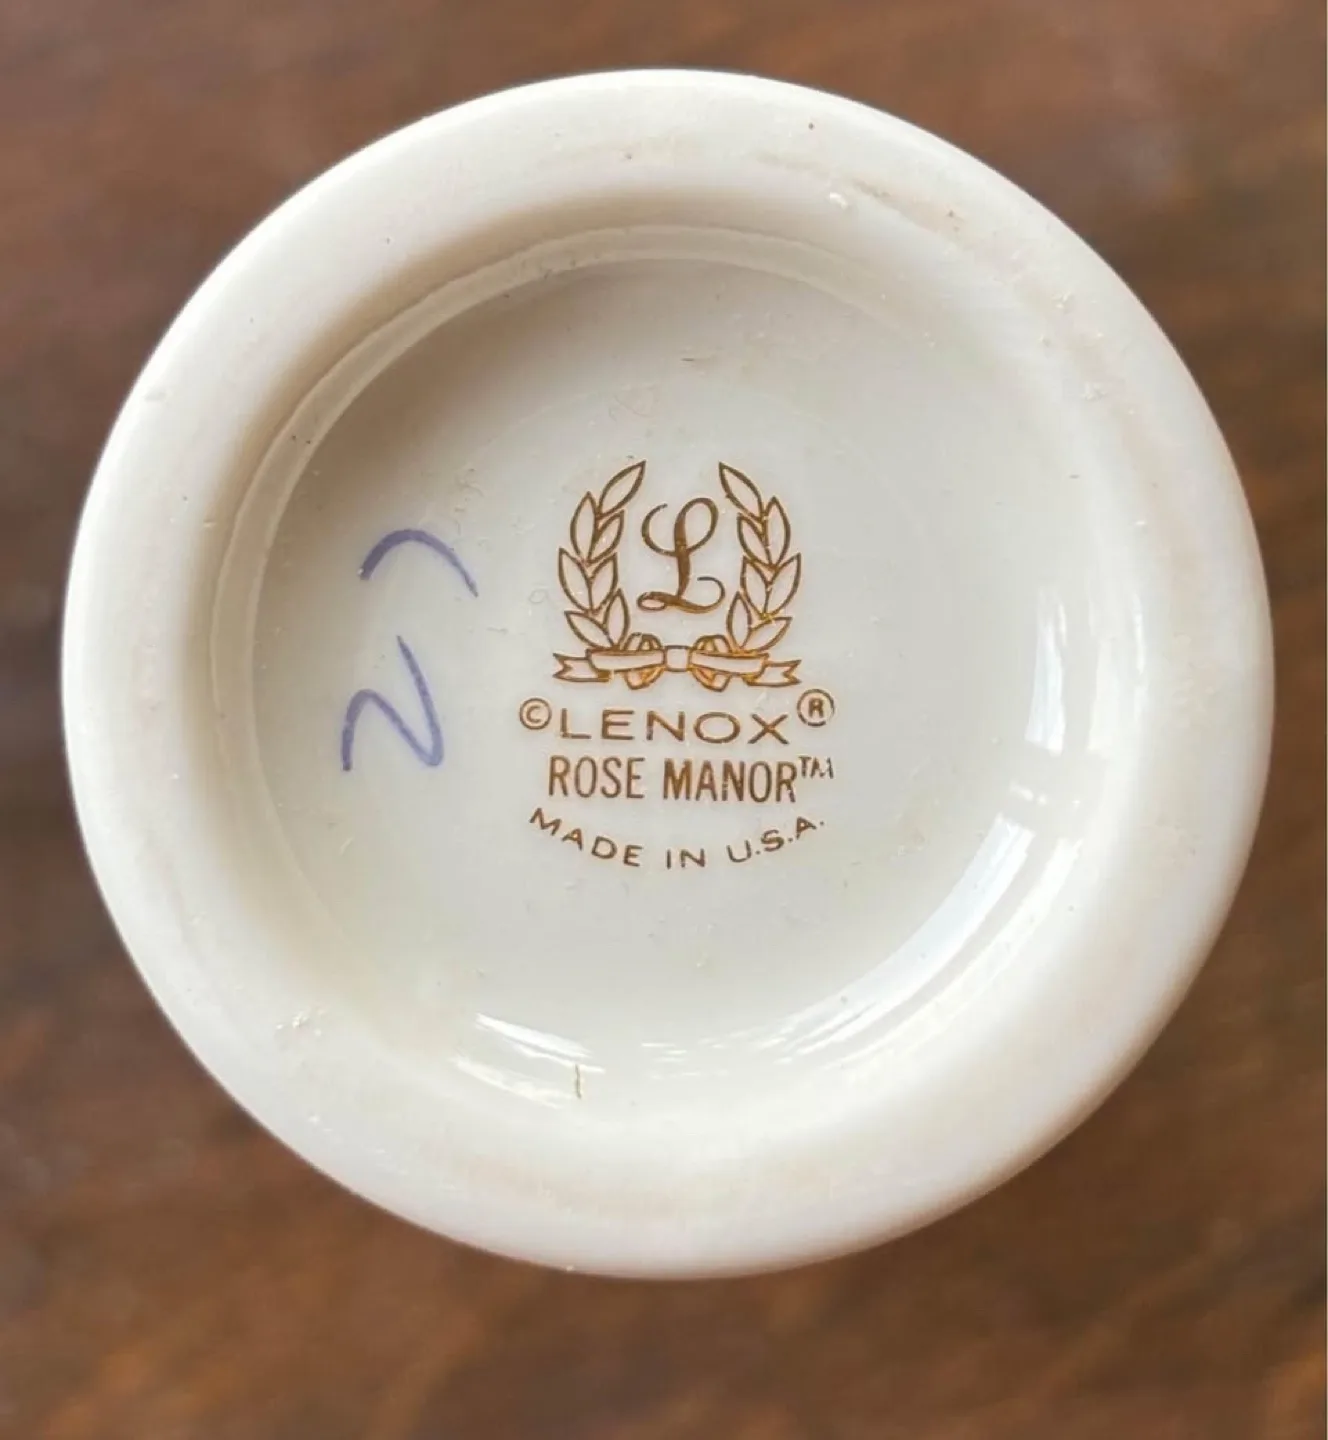 L
©LENOX®
ROSE MANOR™
MADE IN U.S.A.